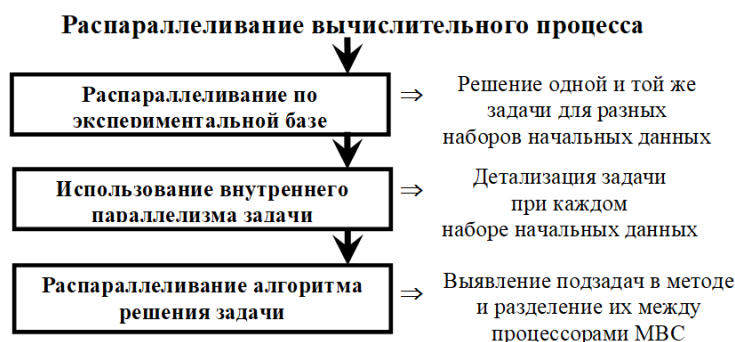 Распараллеливание вычислительного процесса
Распараллеливание по
экспериментальной базе
⇒ Решение одной и той же
задачи для разных
наборов начальных данных
Использование внутреннего
параллелизма задачи
⇒ Детализация задачи
при каждом
наборе начальных данных
Распараллеливание алгоритма
решения задачи
⇒ Выявление подзадач в методе
и разделение их между
процессорами МВС